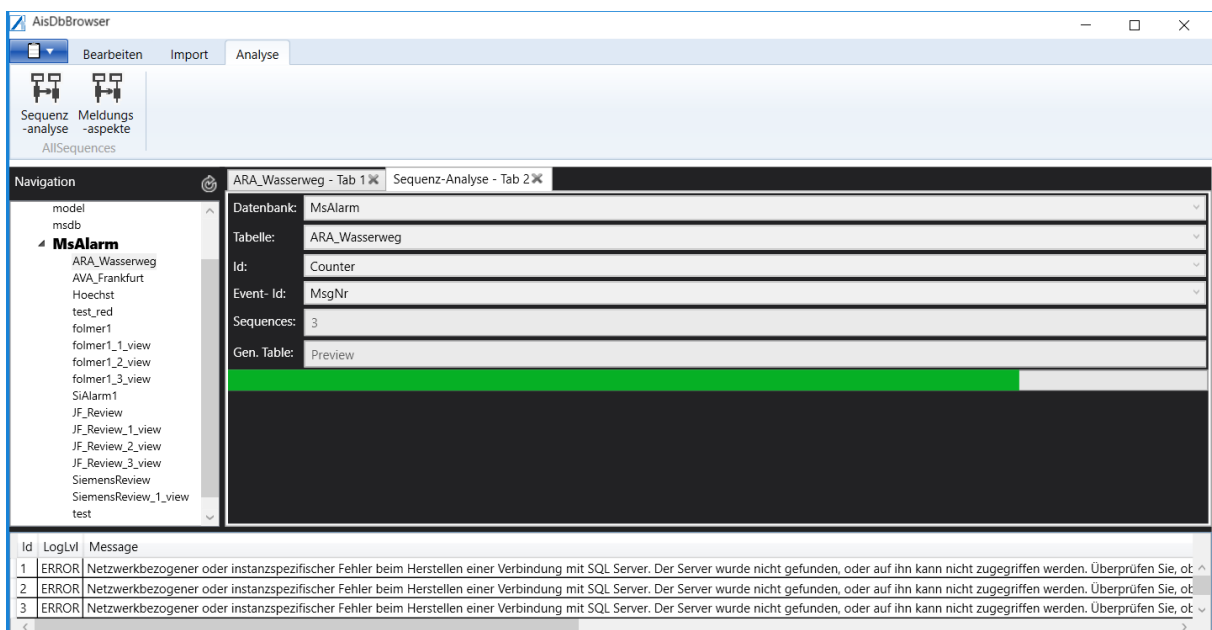 AisDbBrowser
Bearbeiten Import Analyse
Sequenz Meldungs
-analyse -aspekte
AllSequences
Navigation
model
msdb
MsAlarm
ARA_Wasserweg
AVA_Frankfurt
Hoechst
test_red
folmer1
folmer1_1_view
folmer1_2_view
folmer1_3_view
SiAlarm1
JF_Review
JF_Review_1_view
JF_Review_2_view
JF_Review_3_view
SiemensReview
SiemensReview_1_view
test
ARA_Wasserweg - Tab 1 Sequenz-Analyse - Tab 2
Datenbank: MsAlarm
Tabelle: ARA_Wasserweg
Id: Counter
Event- Id: MsgNr
Sequences: 3
Gen. Table: Preview
Id LogLvl Message
1 ERROR Netzwerkbezogener oder instanzspezifischer Fehler beim Herstellen einer Verbindung mit SQL Server. Der Server wurde nicht gefunden, oder auf ihn kann nicht zugegriffen werden. Überprüfen Sie, ob
2 ERROR Netzwerkbezogener oder instanzspezifischer Fehler beim Herstellen einer Verbindung mit SQL Server. Der Server wurde nicht gefunden, oder auf ihn kann nicht zugegriffen werden. Überprüfen Sie, ob
3 ERROR Netzwerkbezogener oder instanzspezifischer Fehler beim Herstellen einer Verbindung mit SQL Server. Der Server wurde nicht gefunden, oder auf ihn kann nicht zugegriffen werden. Überprüfen Sie, ob